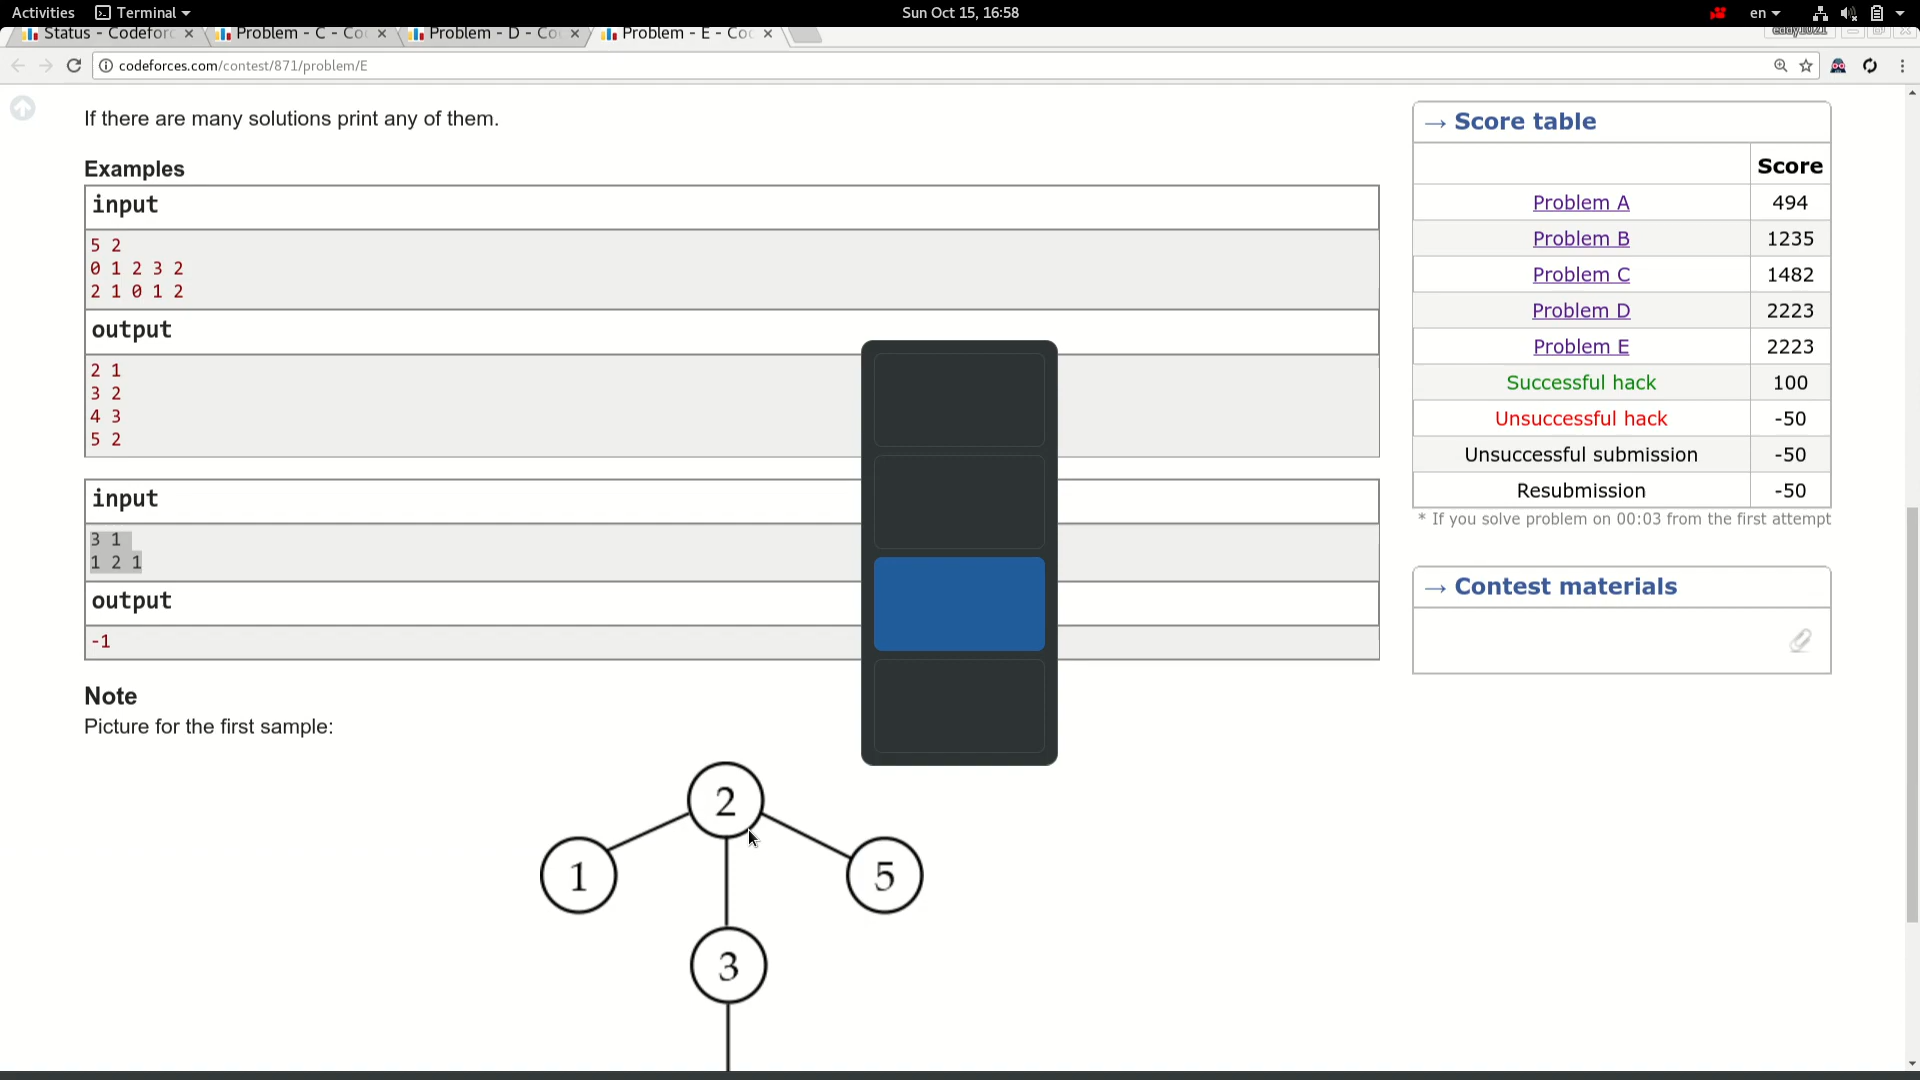 Activities Terminal Sun Oct 15, 16:58 en
Status - Codeforc × Problem - C - Co × Problem - D - Co × Problem - E - Co × eddy1021
codeforces.com/contest/871/problem/E
If there are many solutions print any of them.
Examples
input
5 2
0 1 2 3 2
2 1 0 1 2
output
2 1
3 2
4 3
5 2
input
3 1
1 2 1
output
-1
Note
Picture for the first sample:
2
1
5
3
→ Score table
Score
Problem A 494
Problem B 1235
Problem C 1482
Problem D 2223
Problem E 2223
Successful hack 100
Unsuccessful hack -50
Unsuccessful submission -50
Resubmission -50
* If you solve problem on 00:03 from the first attempt
→ Contest materials